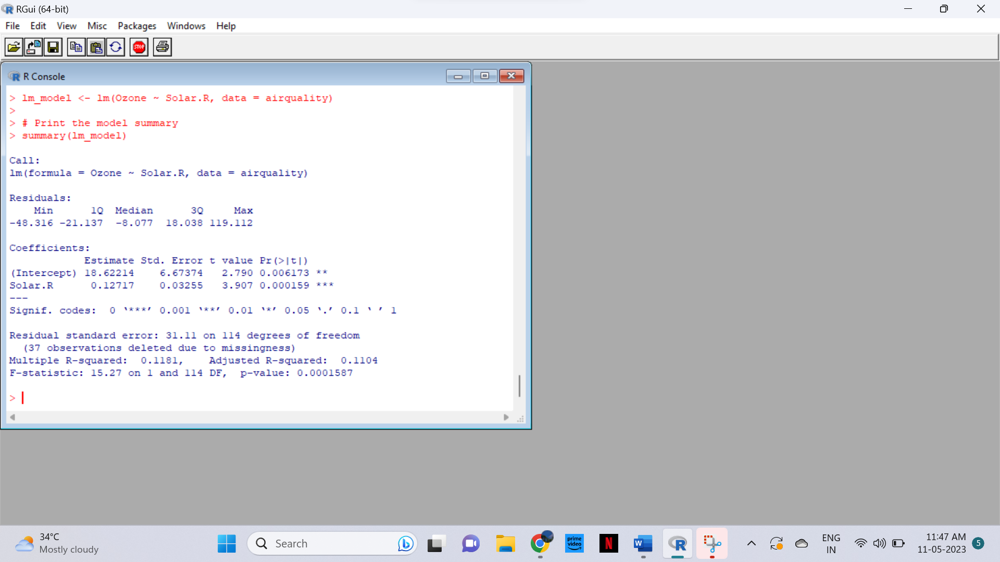 RGui (64-bit)
File Edit View Misc Packages Windows Help
STOP
R Console
> lm_model <- lm(Ozone ~ Solar.R, data = airquality)
>
> # Print the model summary
> summary(lm_model)
Call:
lm(formula = Ozone ~ Solar.R, data = airquality)
Residuals:
    Min      1Q  Median      3Q     Max
-48.316 -21.137  -8.077  18.038 119.112
Coefficients:
            Estimate Std. Error t value Pr(>|t|)
(Intercept) 18.62214    6.67374   2.790 0.006173 **
Solar.R      0.12717    0.03255   3.907 0.000159 ***
---
Signif. codes:  0 ‘***’ 0.001 ‘**’ 0.01 ‘*’ 0.05 ‘.’ 0.1 ‘ ’ 1
Residual standard error: 31.11 on 114 degrees of freedom
  (37 observations deleted due to missingness)
Multiple R-squared:  0.1181,    Adjusted R-squared:  0.1104
F-statistic: 15.27 on 1 and 114 DF,  p-value: 0.0001587
>
34°C
Mostly cloudy
Search
prime video
N
W
R
ENG
IN
11:47 AM
11-05-2023
5